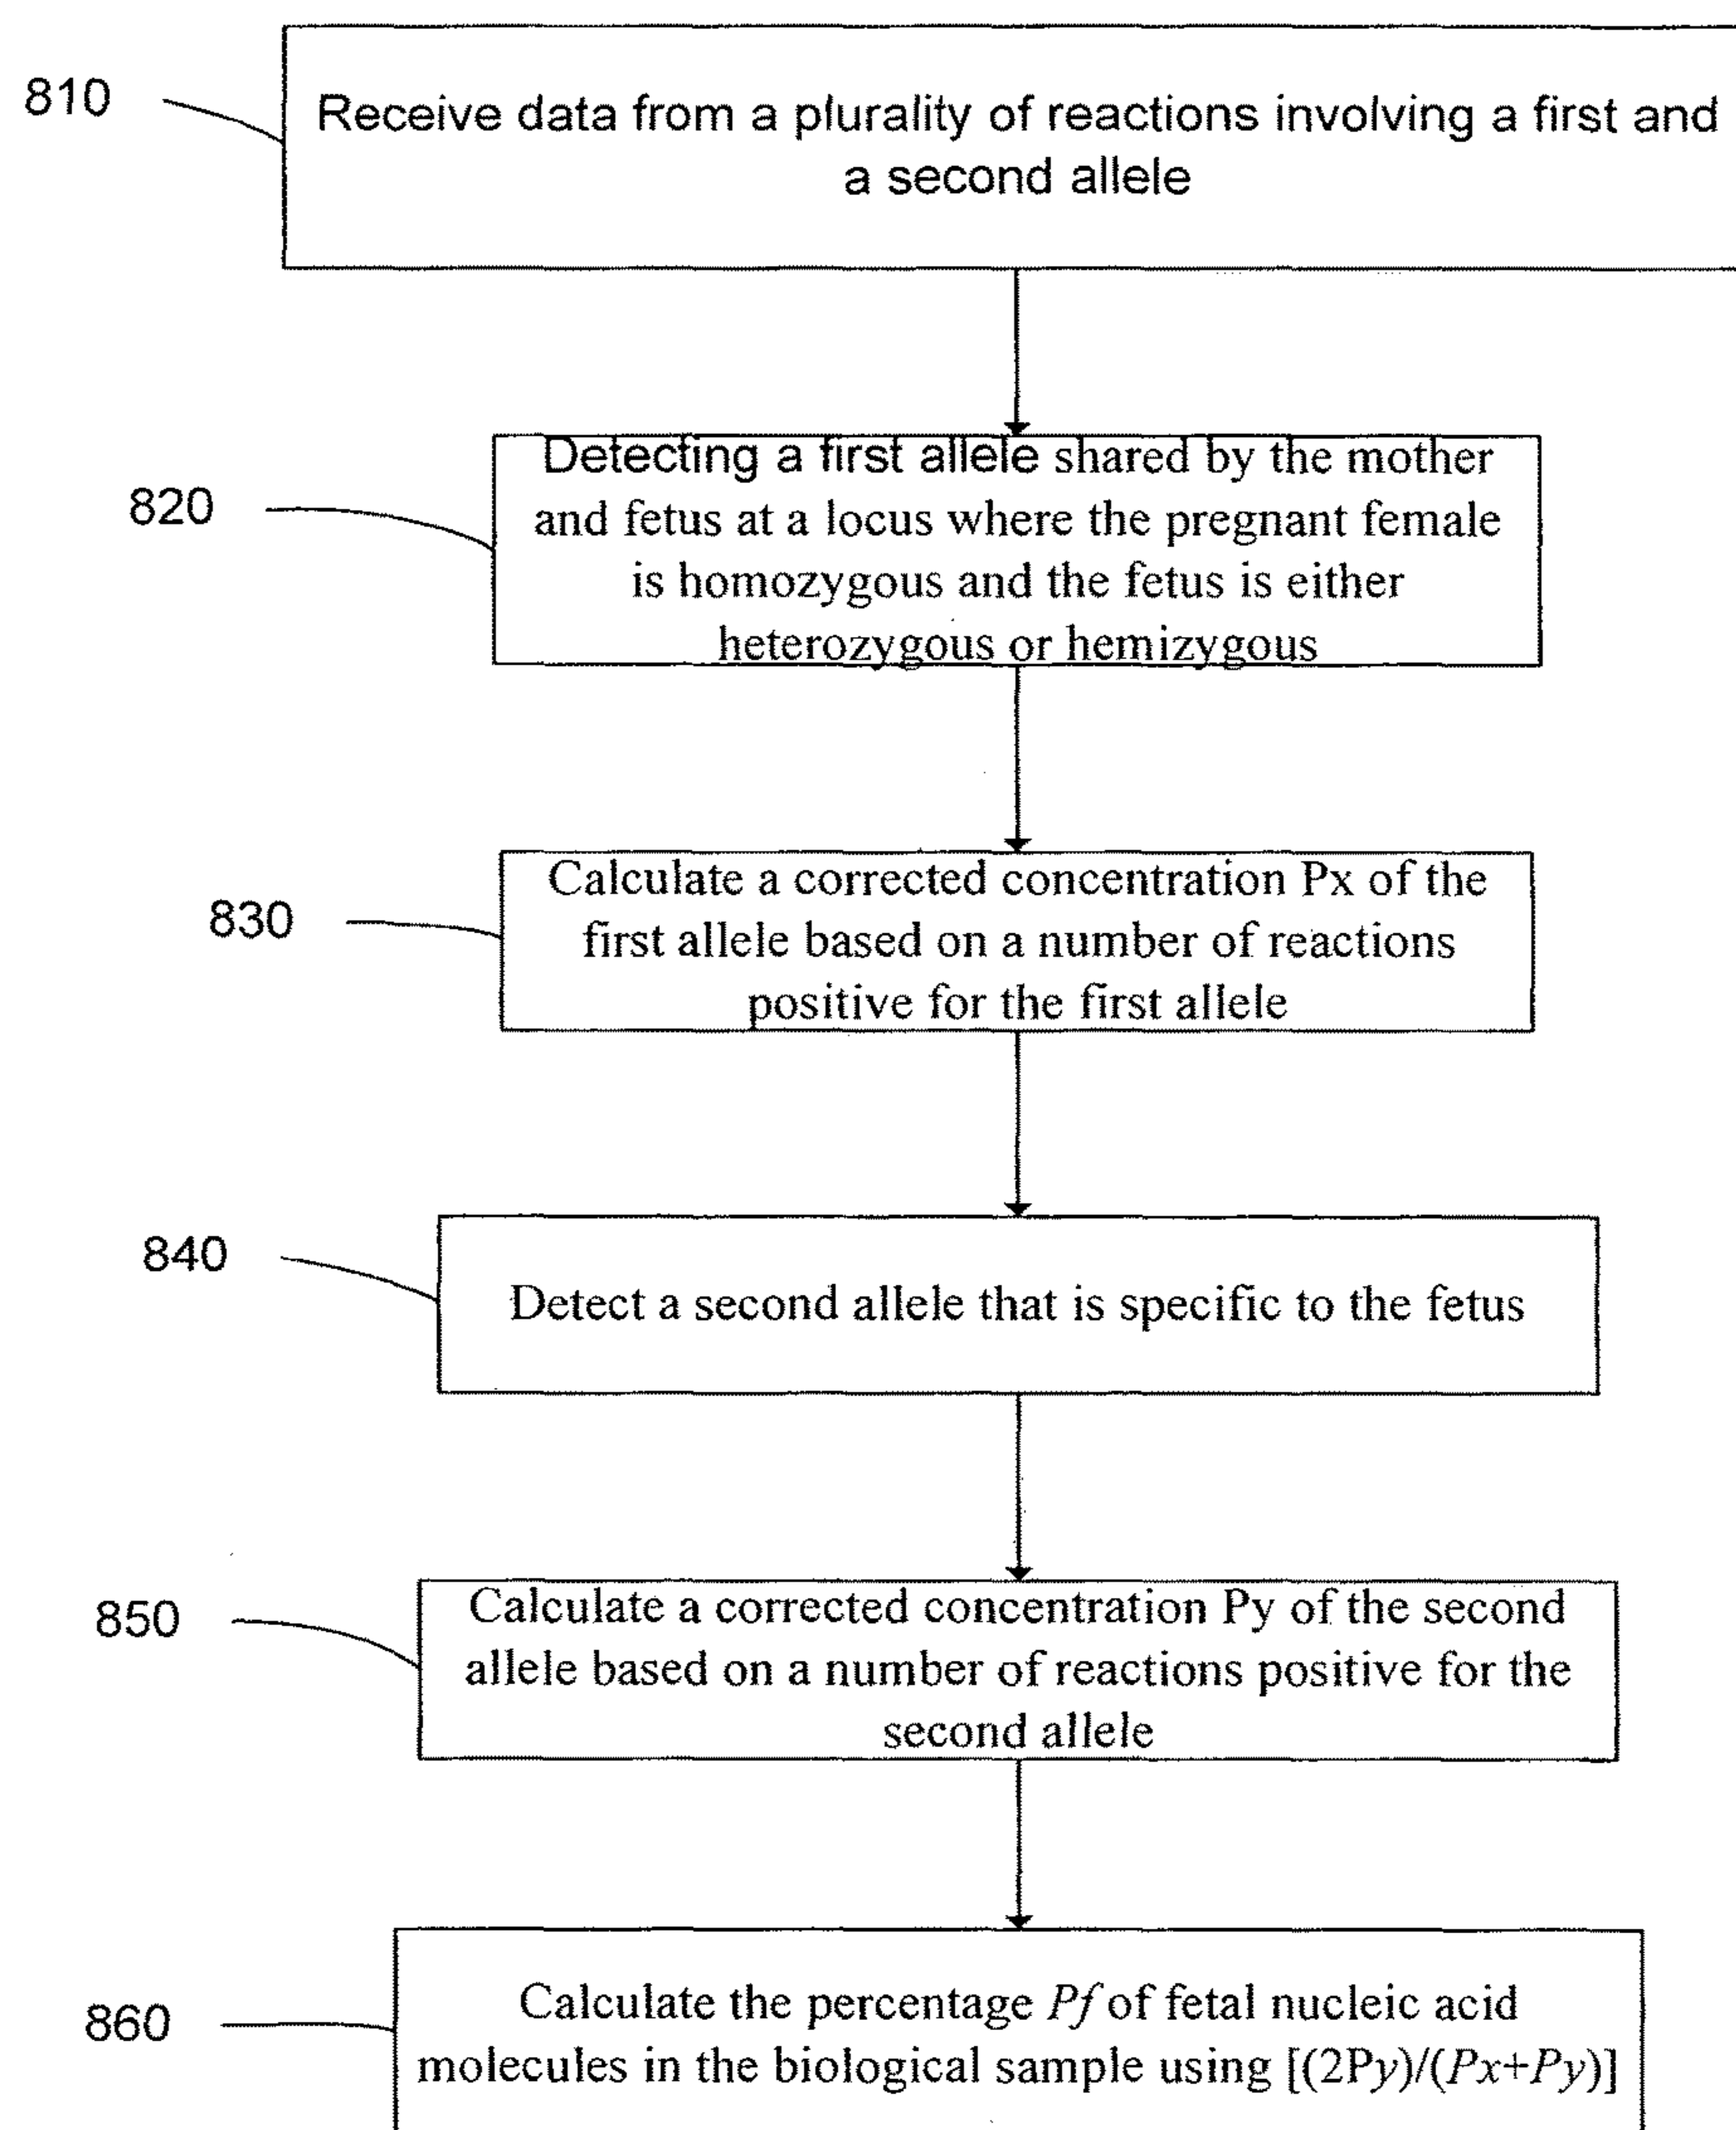 810
Receive data from a plurality of reactions involving a first and
a second allele
820
Detecting a first allele shared by the mother
and fetus at a locus where the pregnant female
is homozygous and the fetus is either
heterozygous or hemizygous
830
Calculate a corrected concentration Px of the
first allele based on a number of reactions
positive for the first allele
840
Detect a second allele that is specific to the fetus
850
Calculate a corrected concentration Py of the second
allele based on a number of reactions positive for the
second allele
860
Calculate the percentage Pf of fetal nucleic acid
molecules in the biological sample using [(2Py)/(Px+Py)]